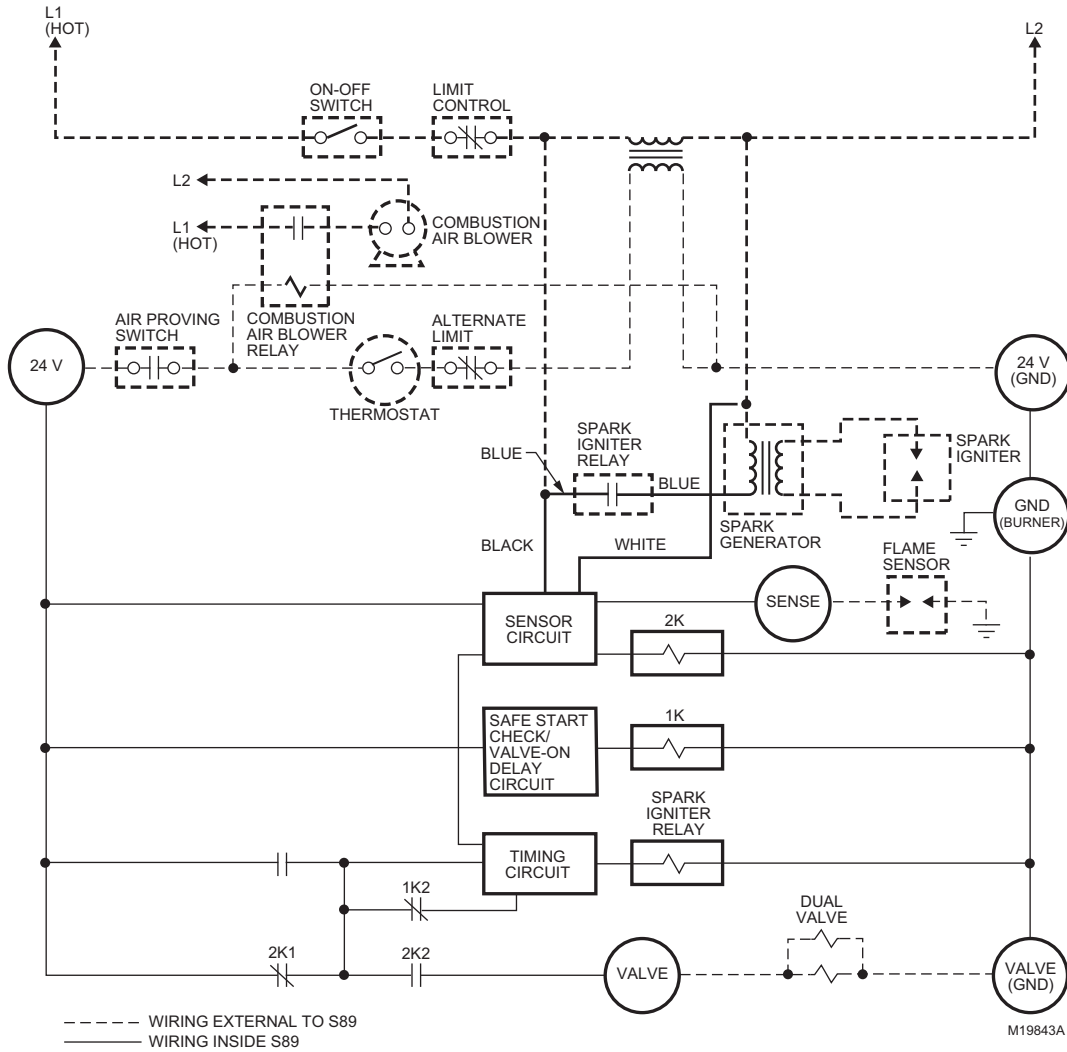 L1
(HOT)
L2
ON-OFF
SWITCH
LIMIT
CONTROL
L2
L1
(HOT)
COMBUSTION
AIR BLOWER
AIR PROVING
SWITCH
COMBUSTION
AIR BLOWER
RELAY
ALTERNATE
LIMIT
24 V
THERMOSTAT
24 V
(GND)
SPARK
IGNITER
RELAY
BLUE
BLUE
SPARK
IGNITER
SPARK
GENERATOR
GND
(BURNER)
BLACK
WHITE
FLAME
SENSOR
SENSOR
CIRCUIT
SENSE
2K
SAFE START
CHECK/
VALVE-ON
DELAY
CIRCUIT
1K
SPARK
IGNITER
RELAY
TIMING
CIRCUIT
1K2
DUAL
VALVE
2K1
2K2
VALVE
VALVE
(GND)
WIRING EXTERNAL TO S89
WIRING INSIDE S89
M19843A